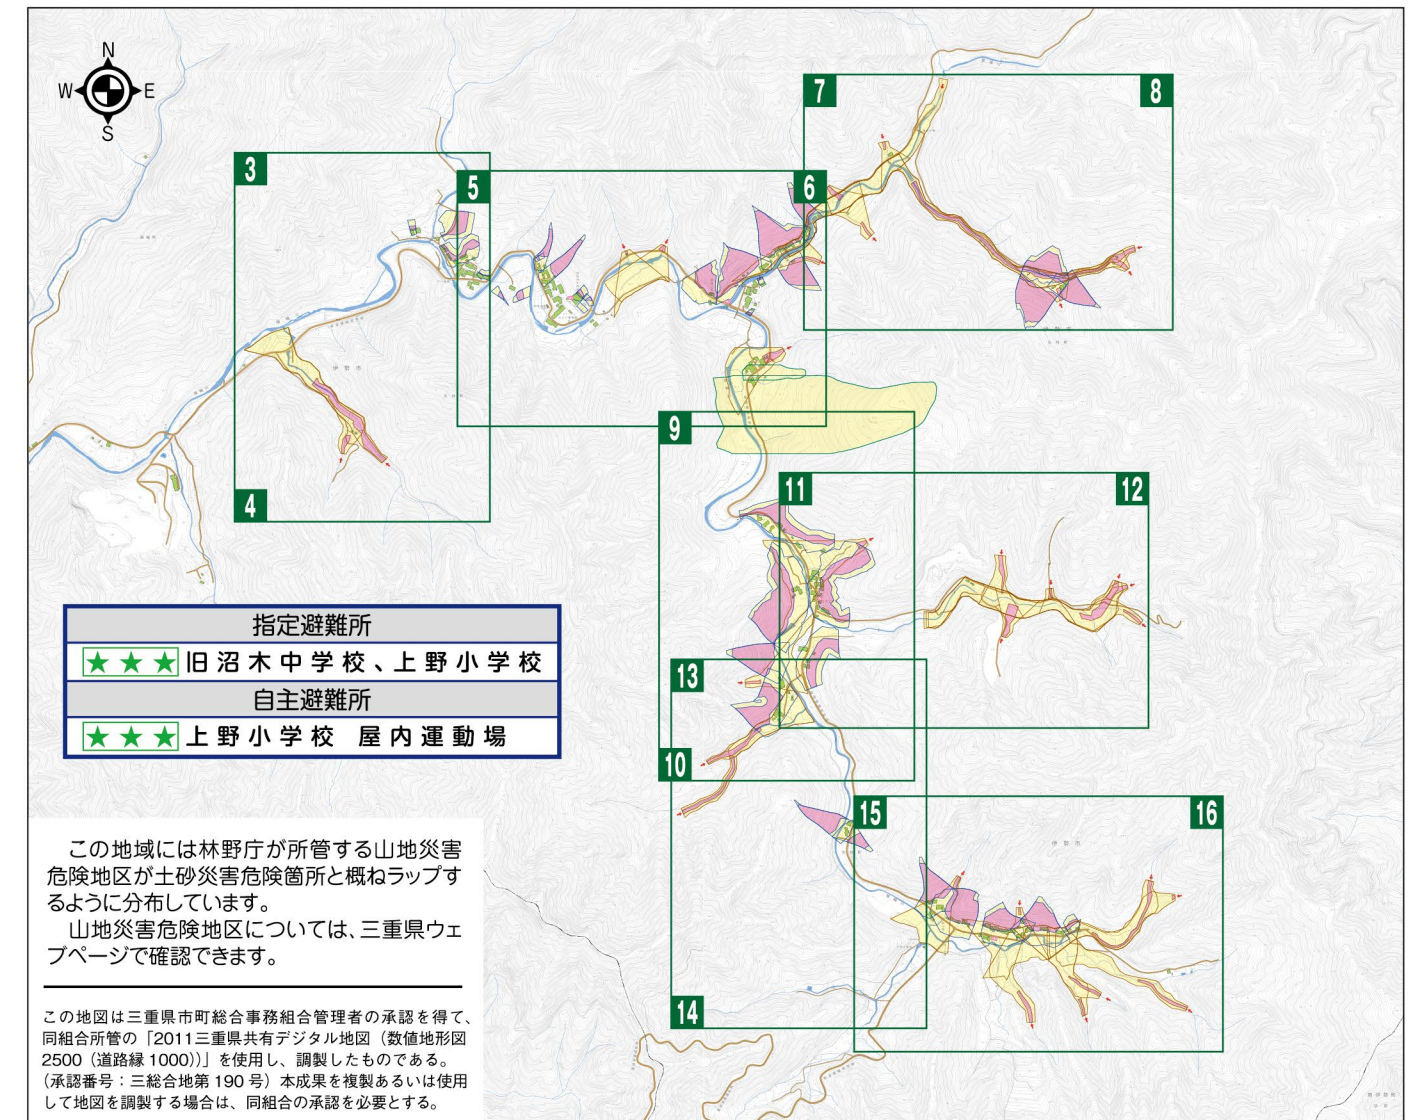 N
W E
S
7
8
3
5
6
9
4
11
12
指定避難所
★★★ 旧沼木中学校、上野小学校
自主避難所
★★★ 上野小学校 屋内運動場
13
10
15
16
14
この地域には林野庁が所管する山地災害
危険地区が土砂災害危険箇所と概ねラップす
るように分布しています。
山地災害危険地区については、三重県ウェ
ブページで確認できます。
この地図は三重県市町総合事務組合管理者の承認を得て、
同組合所管の「2011三重県共有デジタル地図（数値地形図
2500（道路縁1000））」を使用し、調製したものである。
（承認番号：三総合地第190号）本成果を複製あるいは使用
して地図を調製する場合は、同組合の承認を必要とする。
伊勢市
伊勢市
伊勢市